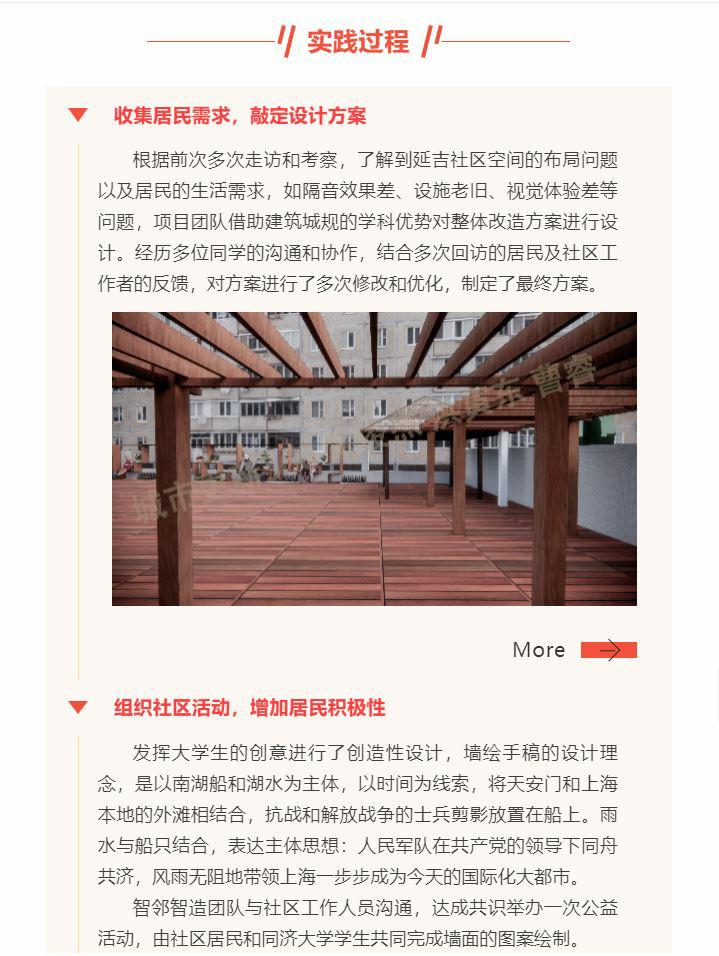 实践过程
收集居民需求，敲定设计方案
根据前次多次走访和考察，了解到延吉社区空间的布局问题
以及居民的生活需求，如隔音效果差、设施老旧、视觉体验差等
问题，项目团队借助建筑城规的学科优势对整体改造方案进行设
计。经历多位同学的沟通和协作，结合多次回访的居民及社区工
作者的反馈，对方案进行了多次修改和优化，制定了最终方案。
曹睿
城市
More
组织社区活动，增加居民积极性
发挥大学生的创意进行了创造性设计，墙绘手稿的设计理
念，是以南湖船和湖水为主体，以时间为线索，将天安门和上海
本地的外滩相结合，抗战和解放战争的士兵剪影放置在船上。雨
水与船只结合，表达主体思想：人民军队在共产党的领导下同舟
共济，风雨无阻地带领上海一步步成为今天的国际化大都市。
智邻智造团队与社区工作人员沟通，达成共识举办一次公益
活动，由社区居民和同济大学学生共同完成墙面的图案绘制。